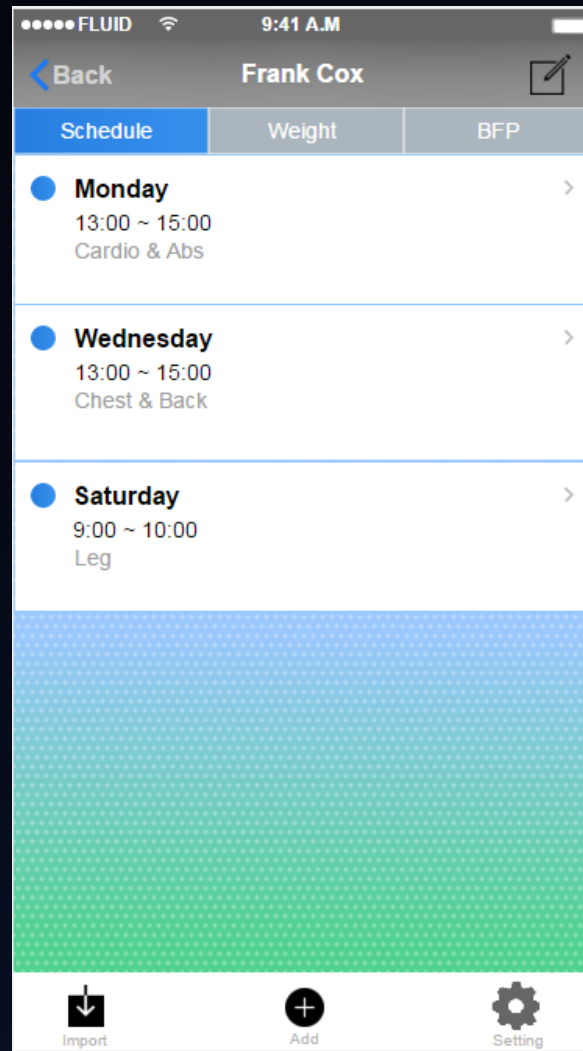 FLUID 9:41 A.M
Back Frank Cox
Schedule Weight BFP
Monday
13:00 ~ 15:00
Cardio & Abs
Wednesday
13:00 ~ 15:00
Chest & Back
Saturday
9:00 ~ 10:00
Leg
Import Add Setting